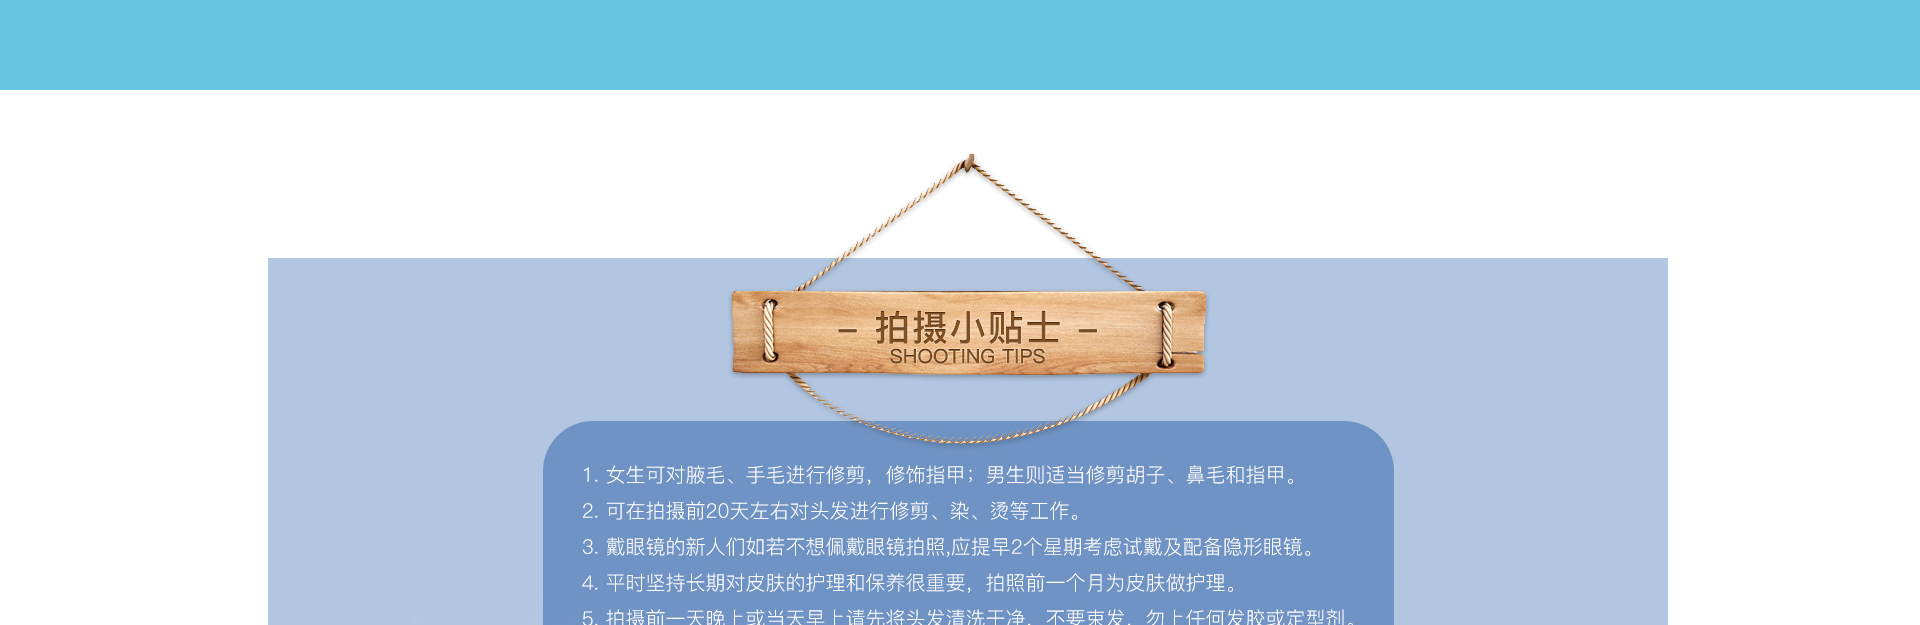 - 拍摄小贴士 -
SHOOTING TIPS
1. 女生可对腋毛、手毛进行修剪，修饰指甲；男生则适当修剪胡子、鼻毛和指甲。
2. 可在拍摄前20天左右对头发进行修剪、染、烫等工作。
3. 戴眼镜的新人们如若不想佩戴眼镜拍照,应提早2个星期考虑试戴及配备隐形眼镜。
4. 平时坚持长期对皮肤的护理和保养很重要，拍照前一个月为皮肤做护理。
5. 拍摄前一天晚上或当天早上请先将头发清洗干净，不要束发，勿上任何发胶或定型剂。